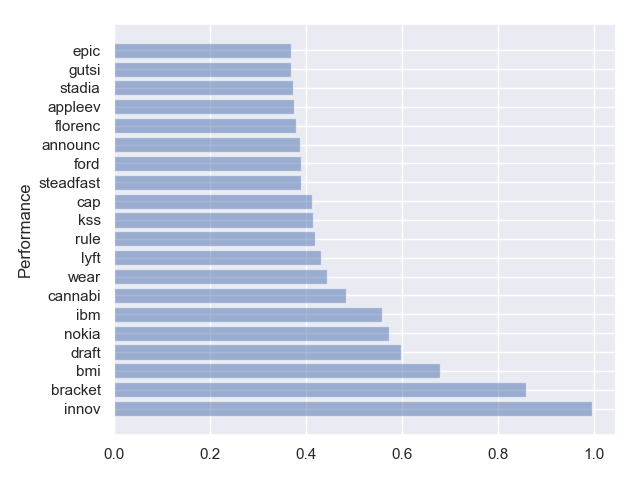 epic
gutsi
stadia
appleev
florenc
announc
ford
steadfast
cap
kss
rule
lyft
wear
cannabi
ibm
nokia
draft
bmi
bracket
innov
Performance
0.0 0.2 0.4 0.6 0.8 1.0